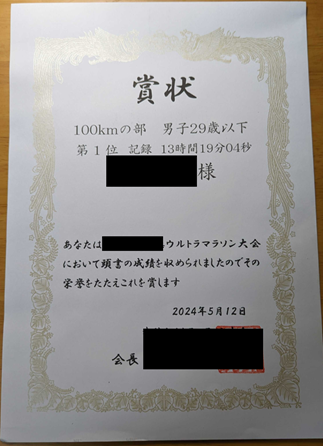 賞状
100kmの部 男子29歳以下
第1位 記録 13時間19分04秒
様
あなたは ウルトラマラソン大会
において頭書の成績を収められましたのでその
栄誉をたたえこれを賞します
2024年5月12日
会長